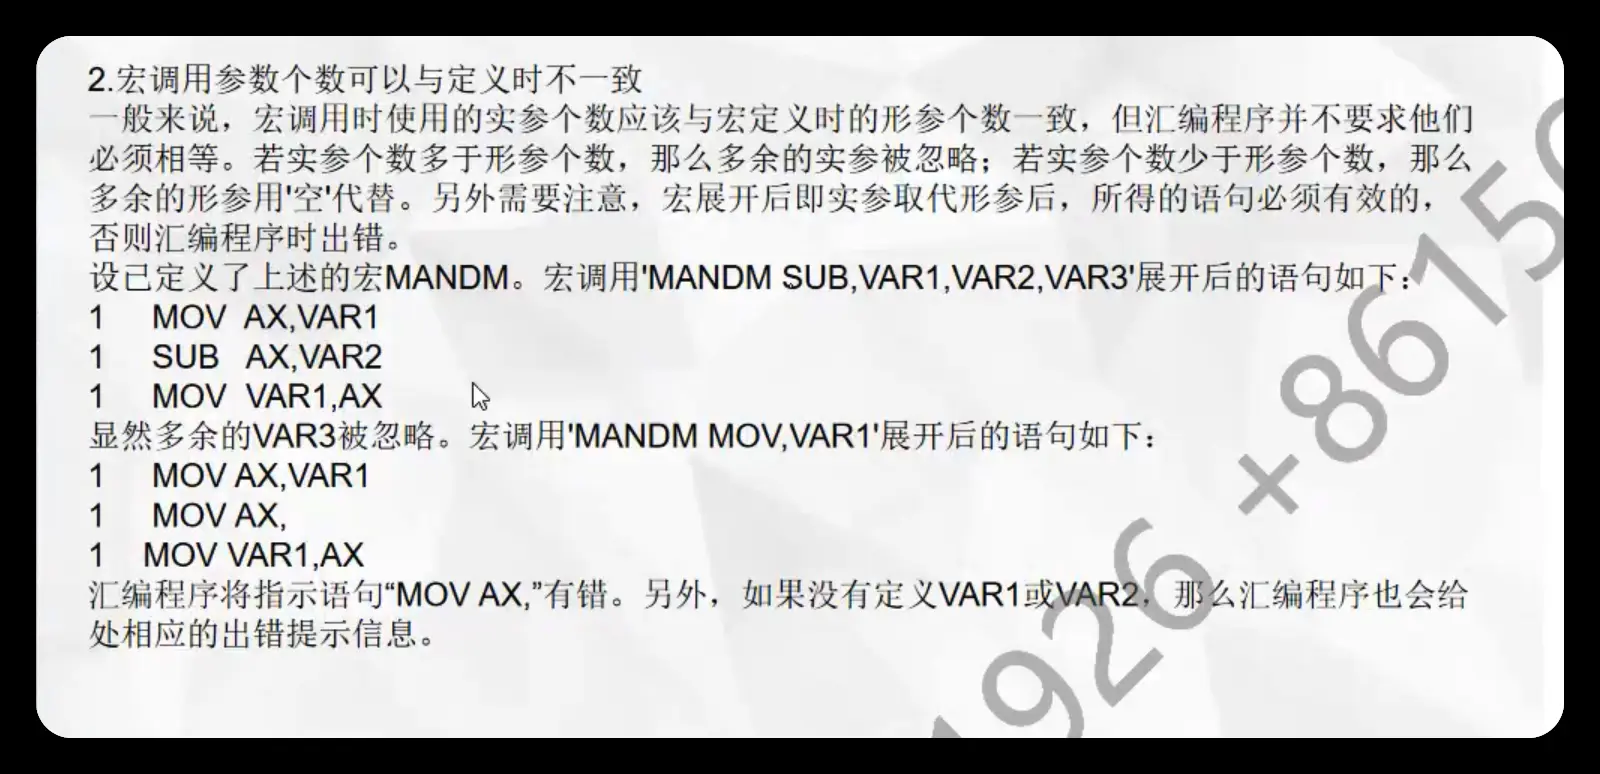 2.宏调用参数个数可以与定义时不一致
一般来说，宏调用时使用的实参个数应该与宏定义时的形参个数一致，但汇编程序并不要求他们
必须相等。若实参个数多于形参个数，那么多余的实参被忽略；若实参个数少于形参个数，那么
多余的形参用'空'代替。另外需要注意，宏展开后即实参取代形参后，所得的语句必须有效的，
否则汇编程序时出错。
设已定义了上述的宏MANDM。宏调用'MANDM SUB,VAR1,VAR2,VAR3'展开后的语句如下：
1 MOV AX,VAR1
1 SUB AX,VAR2
1 MOV VAR1,AX
显然多余的VAR3被忽略。宏调用'MANDM MOV,VAR1'展开后的语句如下：
1 MOV AX,VAR1
1 MOV AX,
1 MOV VAR1,AX
汇编程序将指示语句“MOV AX,”有错。另外，如果没有定义VAR1或VAR2，那么汇编程序也会给
处相应的出错提示信息。
1926 +86150